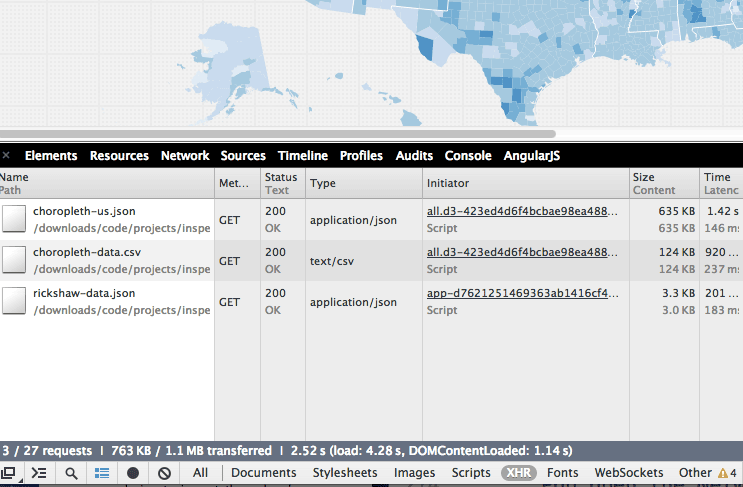 × Elements Resources Network Sources Timeline Profiles Audits Console AngularJS
Name Met... Status Type Initiator Size Time
Path Text Content Latenc
choropleth-us.json GET 200 application/json all.d3-423ed4d6f4bcbae98ea488... 635 KB 1.42 s
/downloads/code/projects/inspe OK Script 635 KB 146 ms
choropleth-data.csv GET 200 text/csv all.d3-423ed4d6f4bcbae98ea488... 124 KB 920 ...
/downloads/code/projects/inspe OK Script 124 KB 237 ms
rickshaw-data.json GET 200 application/json app-d7621251469363ab1416cf4... 3.3 KB 201 ...
/downloads/code/projects/inspe OK Script 3.0 KB 183 ms
3 / 27 requests | 763 KB / 1.1 MB transferred | 2.52 s (load: 4.28 s, DOMContentLoaded: 1.14 s)
All Documents Stylesheets Images Scripts XHR Fonts WebSockets Other 4